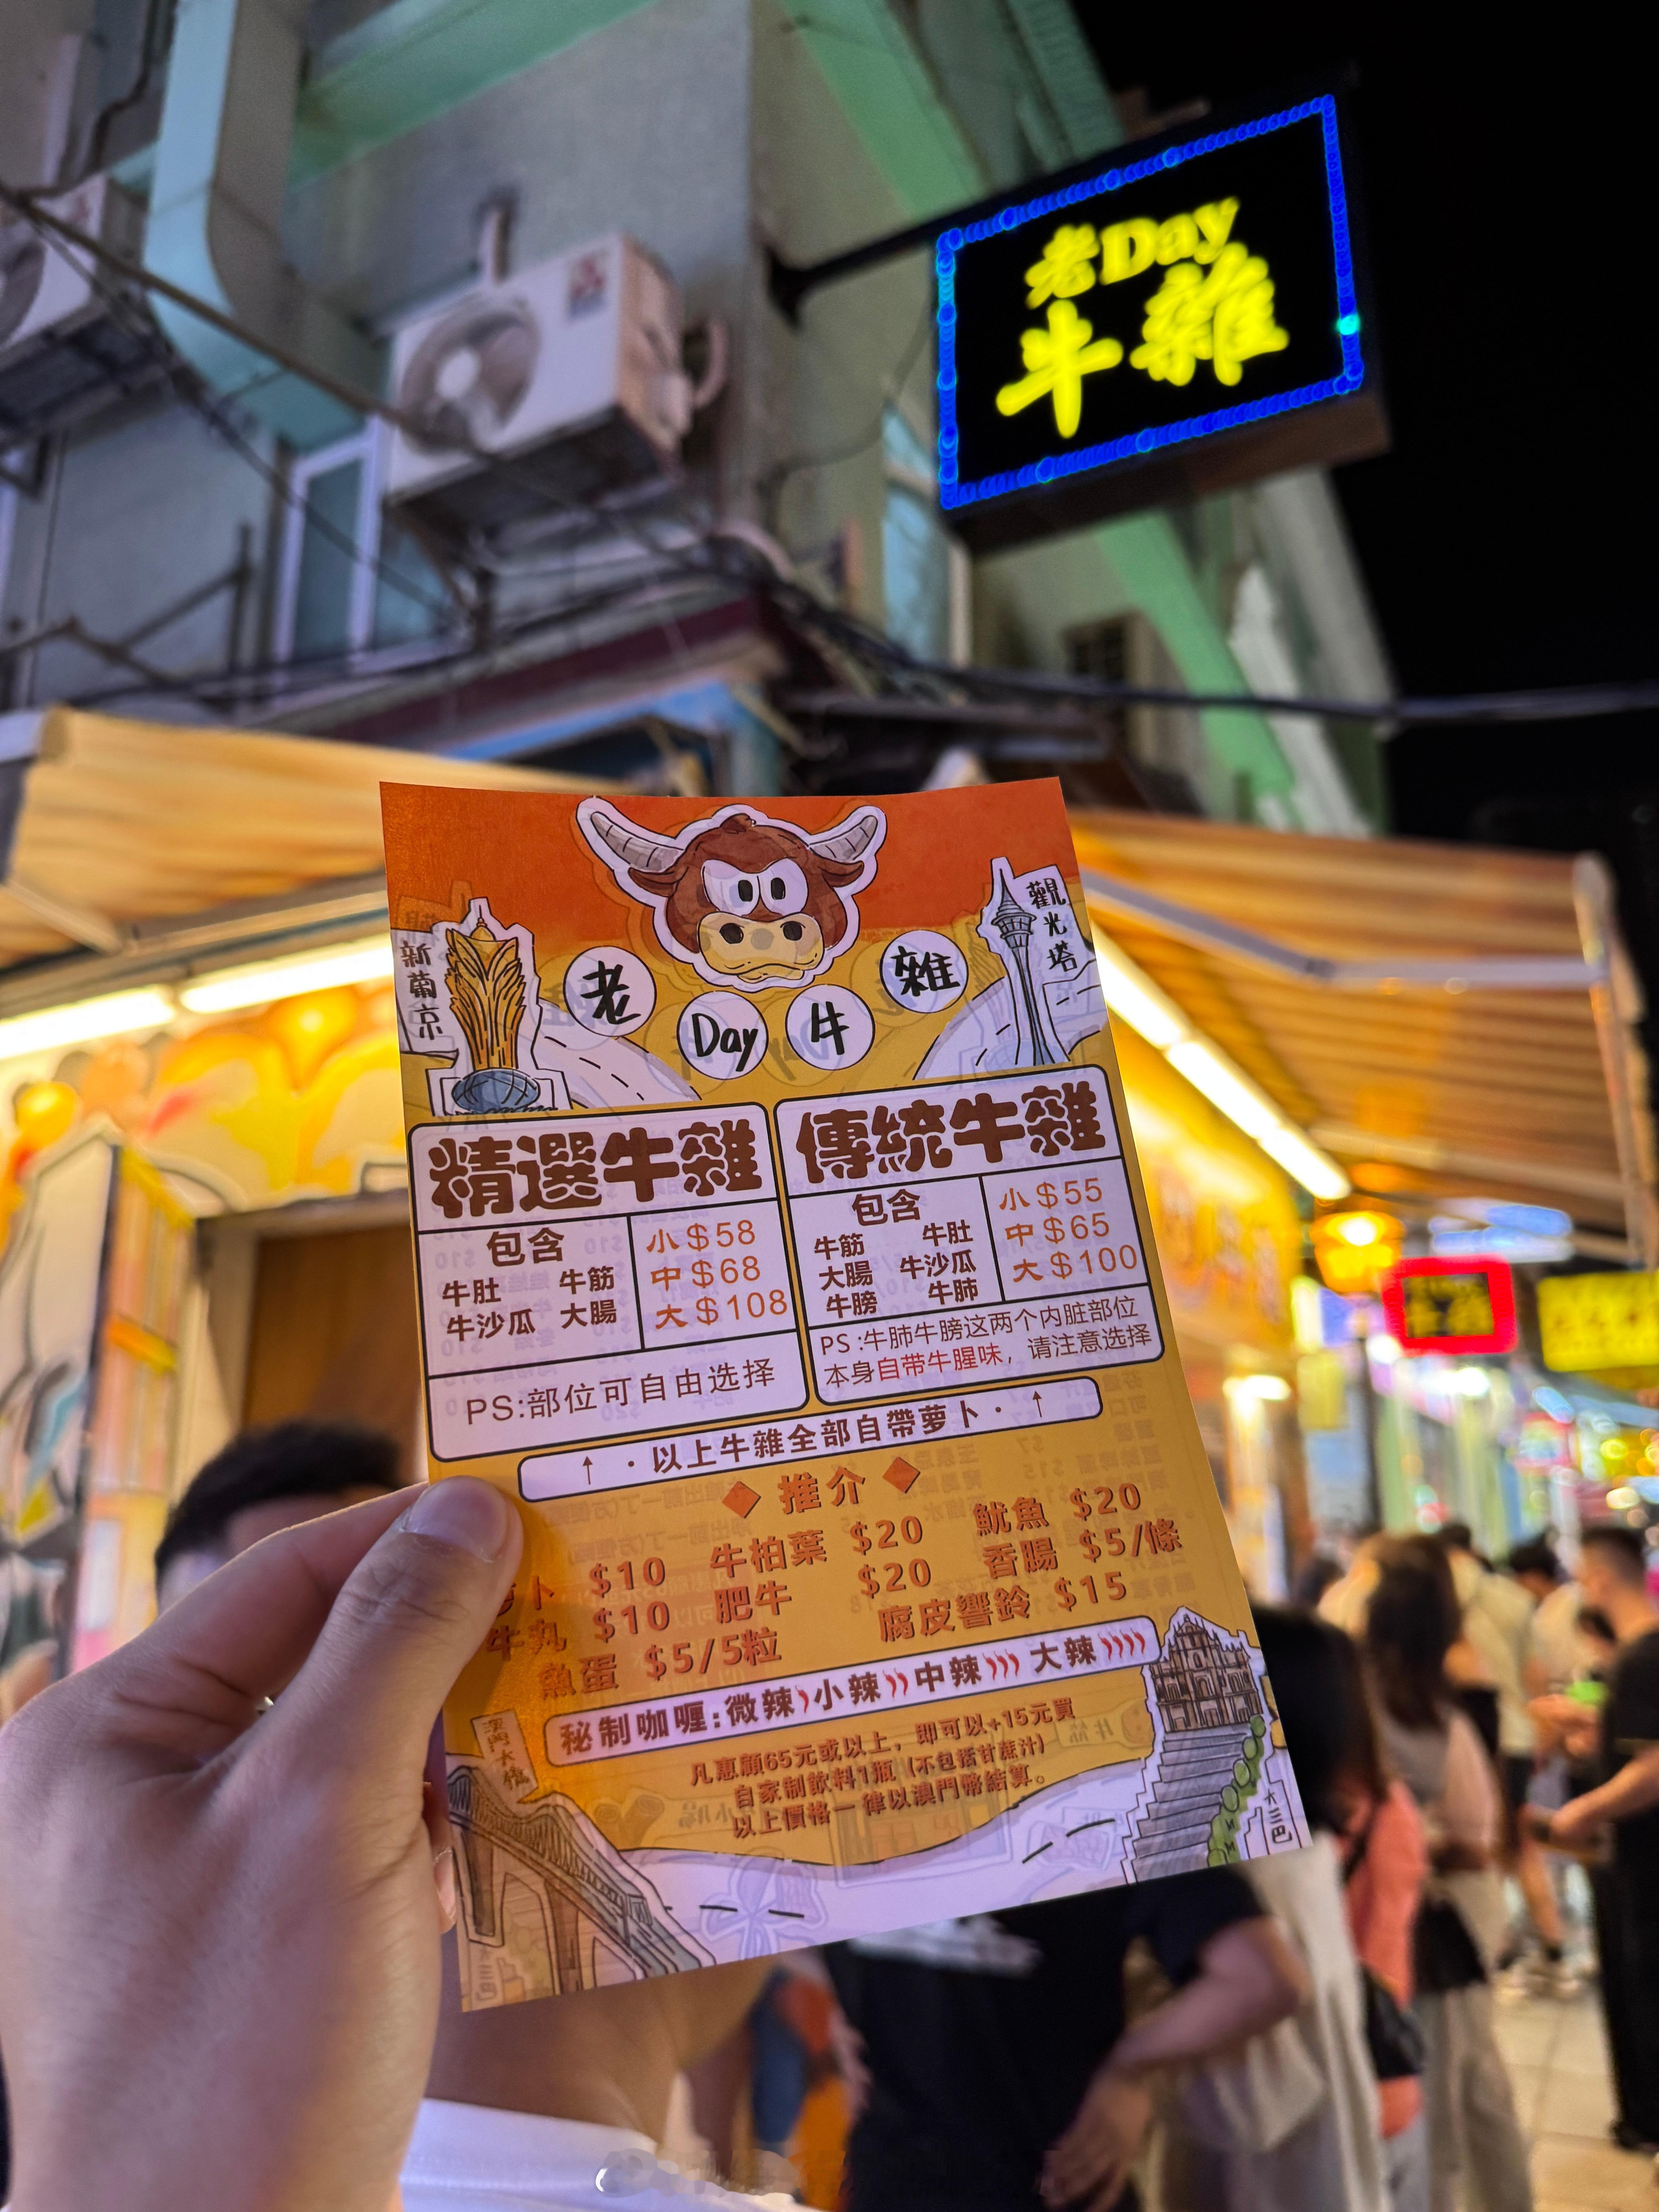 老Day
牛雜
新葡京
觀光塔
老Day牛雜
精選牛雜
包含
牛肚 牛筋
牛沙瓜 大腸
小$58
中$68
大$108
PS:部位可自由选择
傳統牛雜
包含
牛筋 牛肚
大腸 牛沙瓜
牛膀 牛肺
小$55
中$65
大$100
PS:牛肺牛膀这两个内脏部位
本身自带牛腥味，请注意选择
↑ ·以上牛雜全部自帶萝卜· ↑
◆ 推介 ◆
卜 $10 牛柏葉 $20 魷魚 $20
牛丸 $10 肥牛 $20 香腸 $5/條
魚蛋 $5/5粒 腐皮響鈴 $15
秘制咖喱:微辣 小辣 中辣 大辣
凡惠顧65元或以上，即可以+15元買
自家制飲料1瓶 (不包括甘蔗汁)
以上價格一律以澳門幣結算。
澳門大橋
大三巴